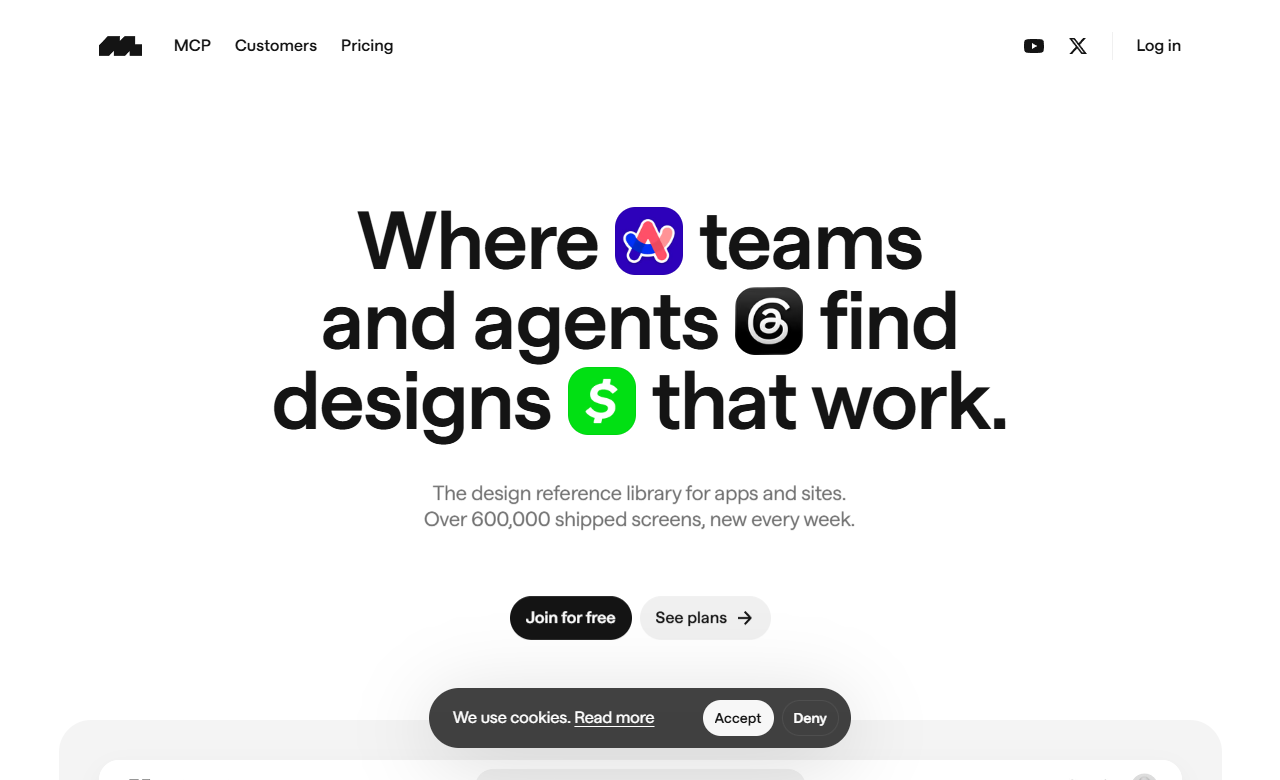 MCP Customers Pricing Log in
Where teams
and agents find
designs that work.
The design reference library for apps and sites.
Over 600,000 shipped screens, new every week.
Join for free See plans
We use cookies. Read more Accept Deny